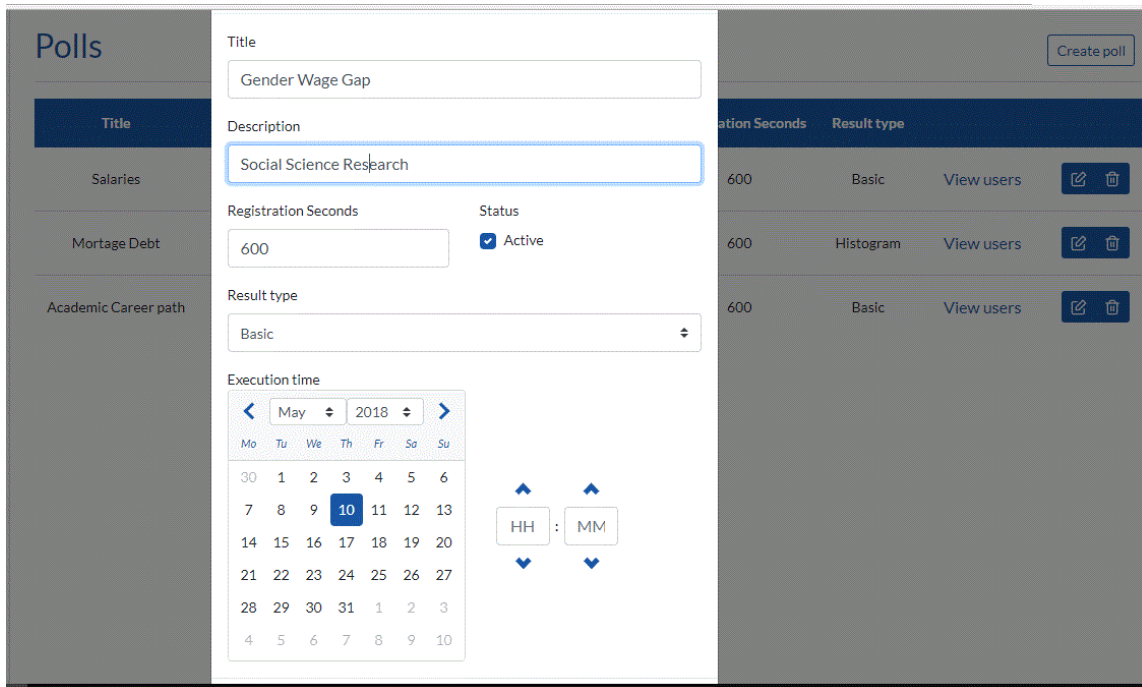 Polls
Create poll
Title
ation Seconds
Result type
Salaries
600
Basic
View users
Mortage Debt
600
Histogram
View users
Academic Career path
600
Basic
View users
Title
Gender Wage Gap
Description
Social Science Research
Registration Seconds
Status
600
Active
Result type
Basic
Execution time
May
2018
Mo Tu We Th Fr Sa Su
30 1 2 3 4 5 6
7 8 9 10 11 12 13
14 15 16 17 18 19 20
21 22 23 24 25 26 27
28 29 30 31 1 2 3
4 5 6 7 8 9 10
HH : MM